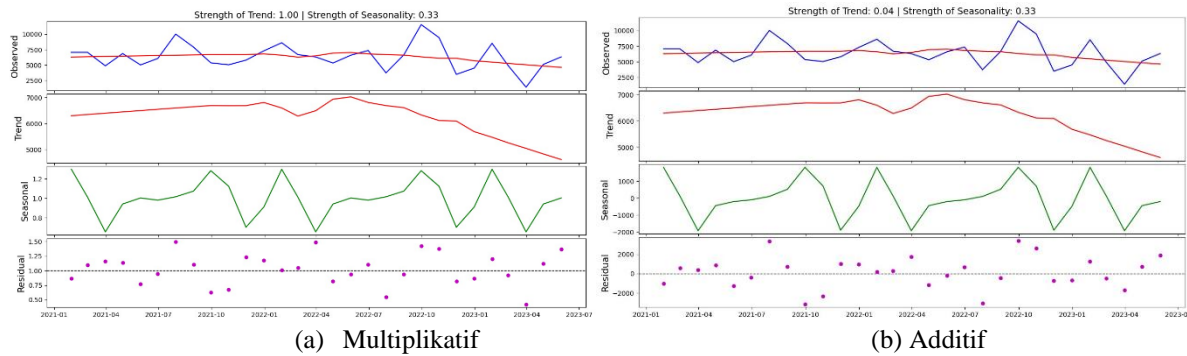 Strength of Trend: 1.00 | Strength of Seasonality: 0.33
Observed
10000
7500
5000
2500
Trend
7000
6000
5000
Seasonal
1.2
1.0
0.8
Residual
1.50
1.25
1.00
0.75
0.50
2021-01 2021-04 2021-07 2021-10 2022-01 2022-04 2022-07 2022-10 2023-01 2023-04 2023-07
(a) Multiplikatif
Strength of Trend: 0.04 | Strength of Seasonality: 0.33
Observed
10000
7500
5000
2500
Trend
7000
6000
5000
Seasonal
1000
0
−1000
−2000
Residual
2000
0
−2000
2021-01 2021-04 2021-07 2021-10 2022-01 2022-04 2022-07 2022-10 2023-01 2023-04 2023-0
(b) Additif